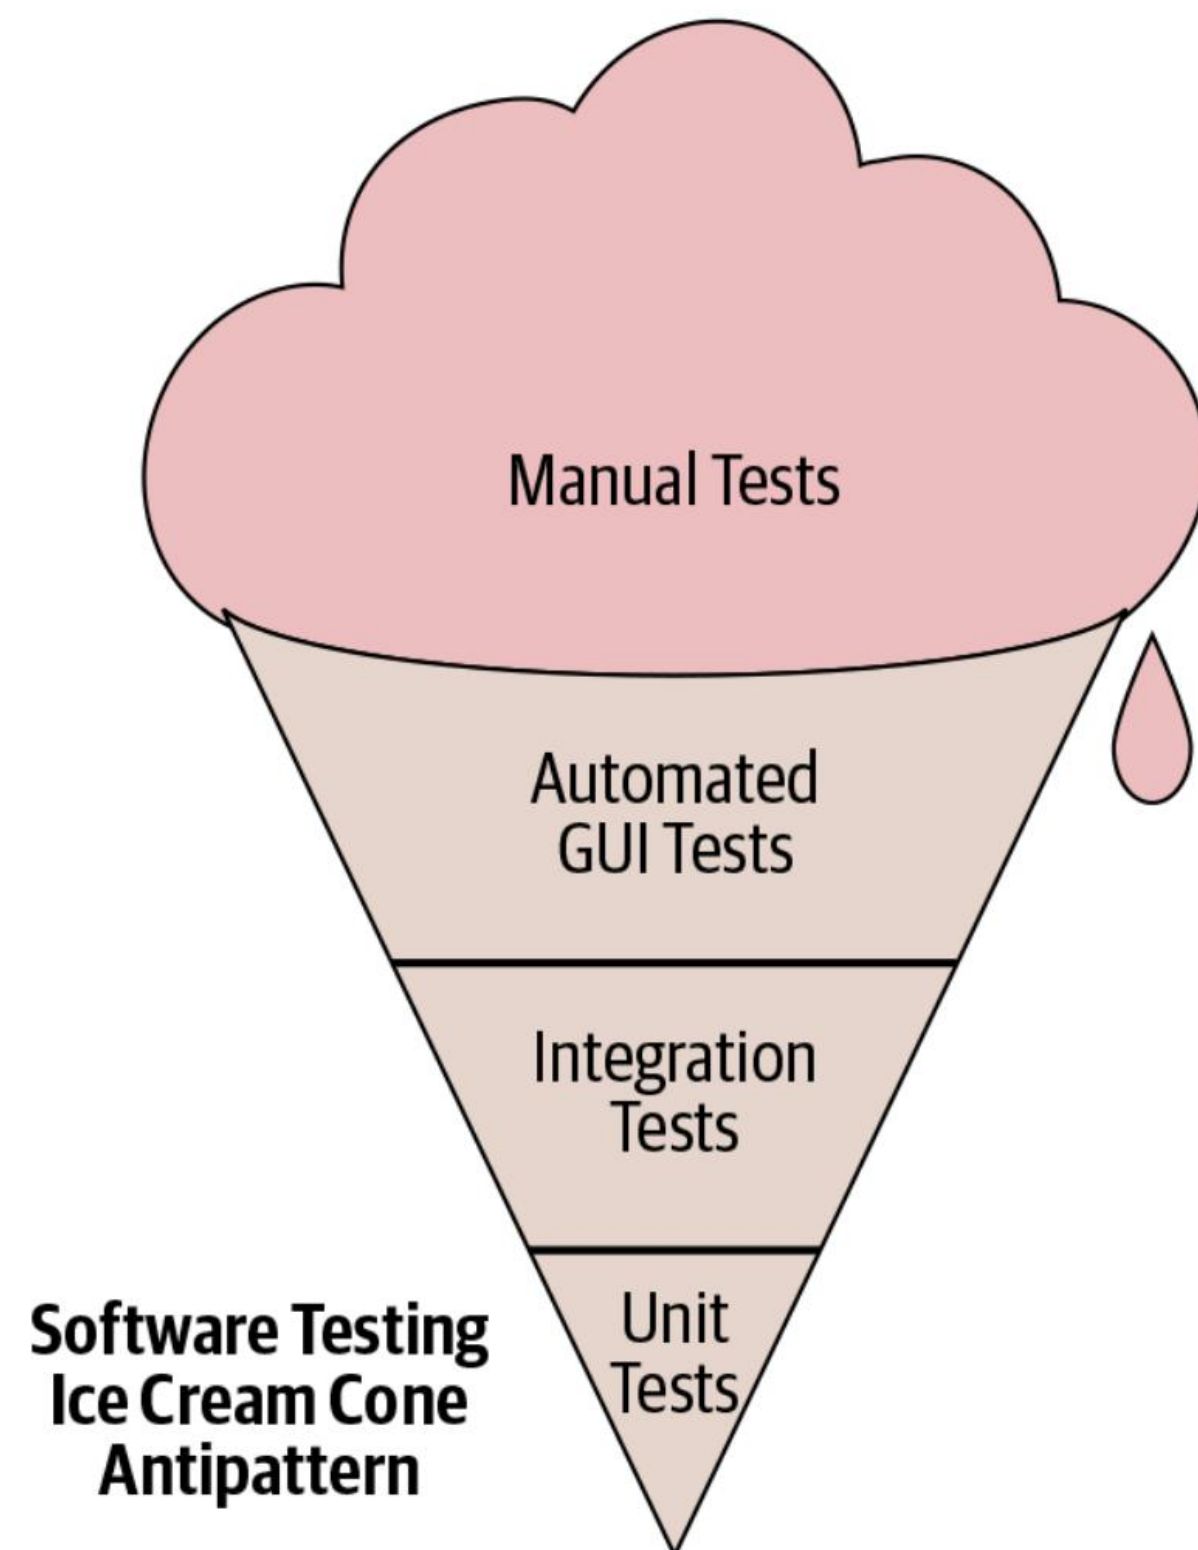 Manual Tests
Automated
GUI Tests
Integration
Tests
Unit
Tests
Software Testing
Ice Cream Cone
Antipattern